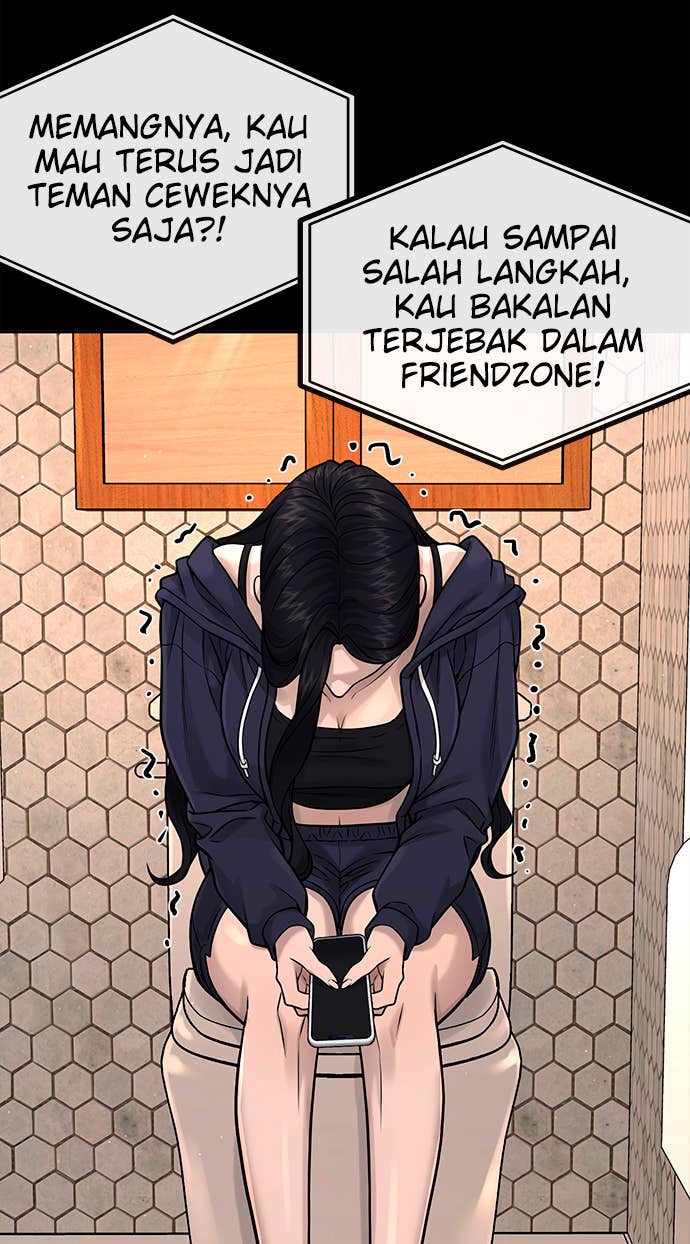 MEMANGNYA, KAU
MAU TERUS JADI
TEMAN CEWEKNYA
SAJA?!
KALAU SAMPAI
SALAH LANGKAH,
KAU BAKALAN
TERJEBAK DALAM
FRIENDZONE!